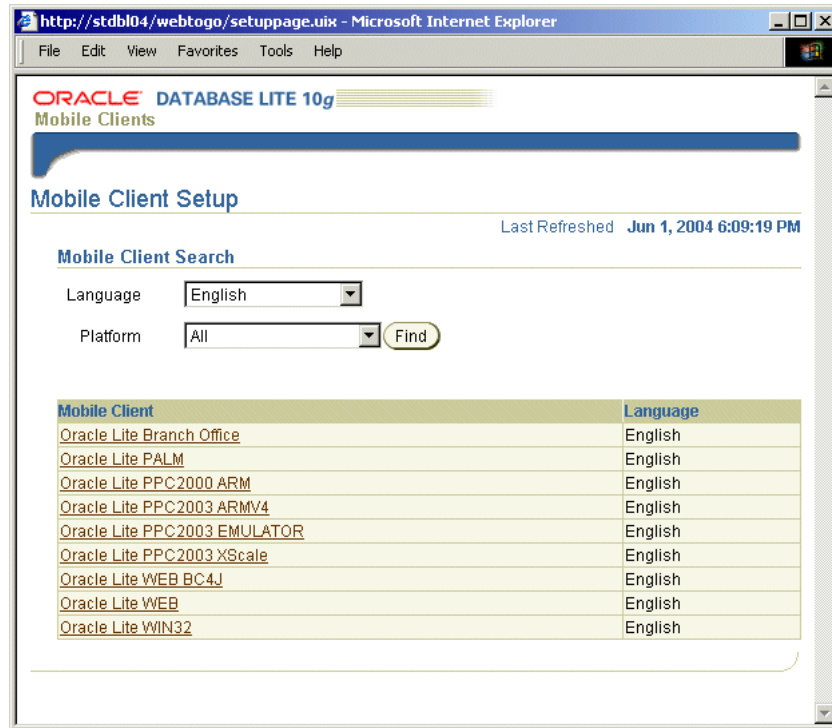 http://stdbl04/webtogo/setuppage.uix - Microsoft Internet Explorer
File Edit View Favorites Tools Help
ORACLE DATABASE LITE 10g
Mobile Clients
Mobile Client Setup
Last Refreshed Jun 1, 2004 6:09:19 PM
Mobile Client Search
Language English
Platform All Find
Mobile Client Language
Oracle Lite Branch Office English
Oracle Lite PALM English
Oracle Lite PPC2000 ARM English
Oracle Lite PPC2003 ARMV4 English
Oracle Lite PPC2003 EMULATOR English
Oracle Lite PPC2003 XScale English
Oracle Lite WEB BC4J English
Oracle Lite WEB English
Oracle Lite WIN32 English